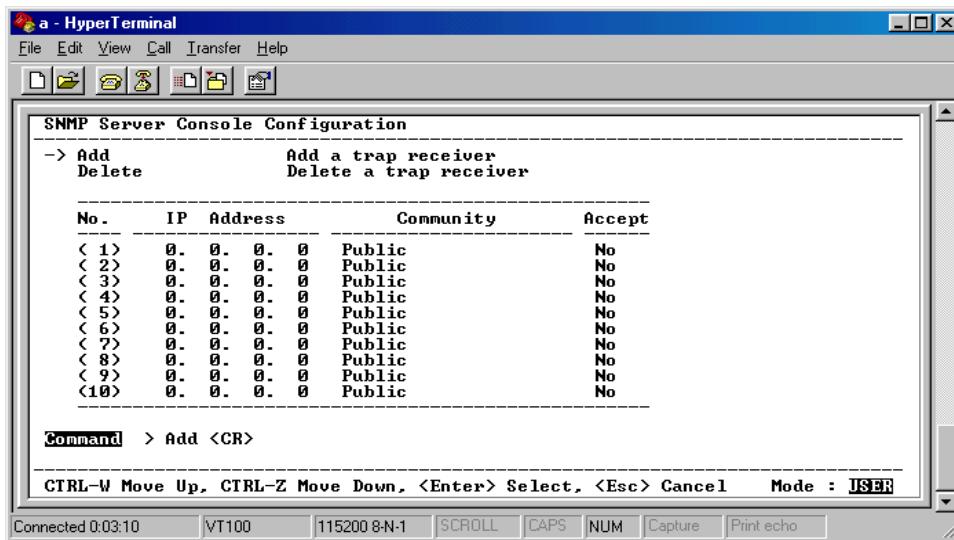 a - HyperTerminal
File Edit View Call Transfer Help
SNMP Server Console Configuration
-> Add Add a trap receiver
Delete Delete a trap receiver
No. IP Address Community Accept
( 1) 0. 0. 0. 0 Public No
( 2) 0. 0. 0. 0 Public No
( 3) 0. 0. 0. 0 Public No
( 4) 0. 0. 0. 0 Public No
( 5) 0. 0. 0. 0 Public No
( 6) 0. 0. 0. 0 Public No
( 7) 0. 0. 0. 0 Public No
( 8) 0. 0. 0. 0 Public No
( 9) 0. 0. 0. 0 Public No
(10) 0. 0. 0. 0 Public No
Command > Add <CR>
CTRL-W Move Up, CTRL-Z Move Down, <Enter> Select, <Esc> Cancel Mode : USER
Connected 0:03:10 VT100 115200 8-N-1 SCROLL CAPS NUM Capture Print echo